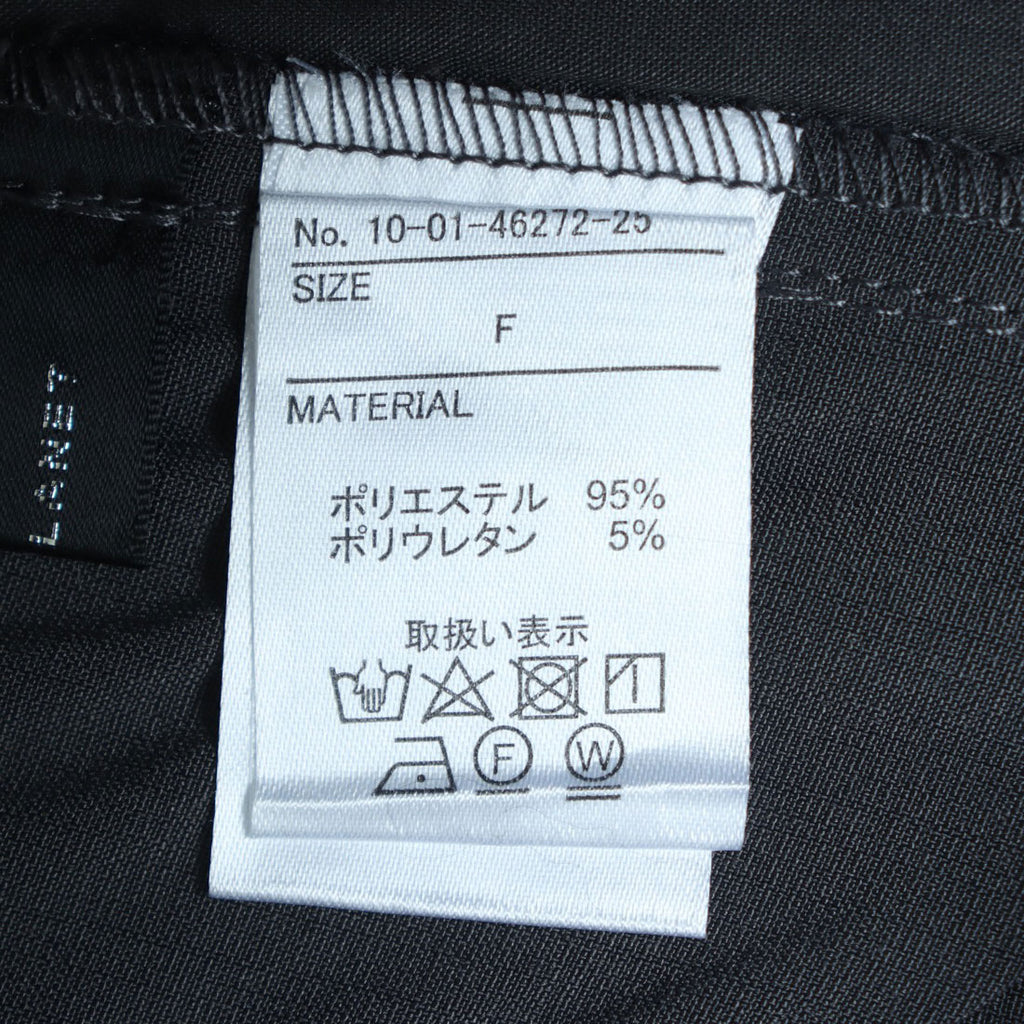 No. 10-01-46272-25
SIZE
F
MATERIAL
ポリエステル 95%
ポリウレタン 5%
取扱い表示
F W
LANEY